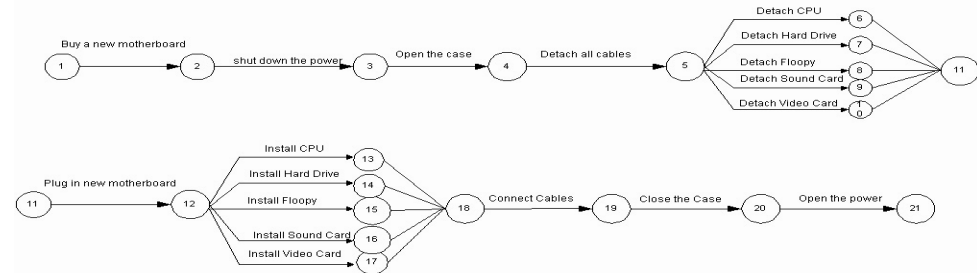 Buy a new motherboard
shut down the power
Open the case
Detach all cables
Detach CPU
Detach Hard Drive
Detach Floopy
Detach Sound Card
Detach Video Card
1
2
3
4
5
6
7
8
9
10
11
Plug in new motherboard
Install CPU
Install Hard Drive
Install Floopy
Install Sound Card
Install Video Card
Connect Cables
Close the Case
Open the power
11
12
13
14
15
16
17
18
19
20
21